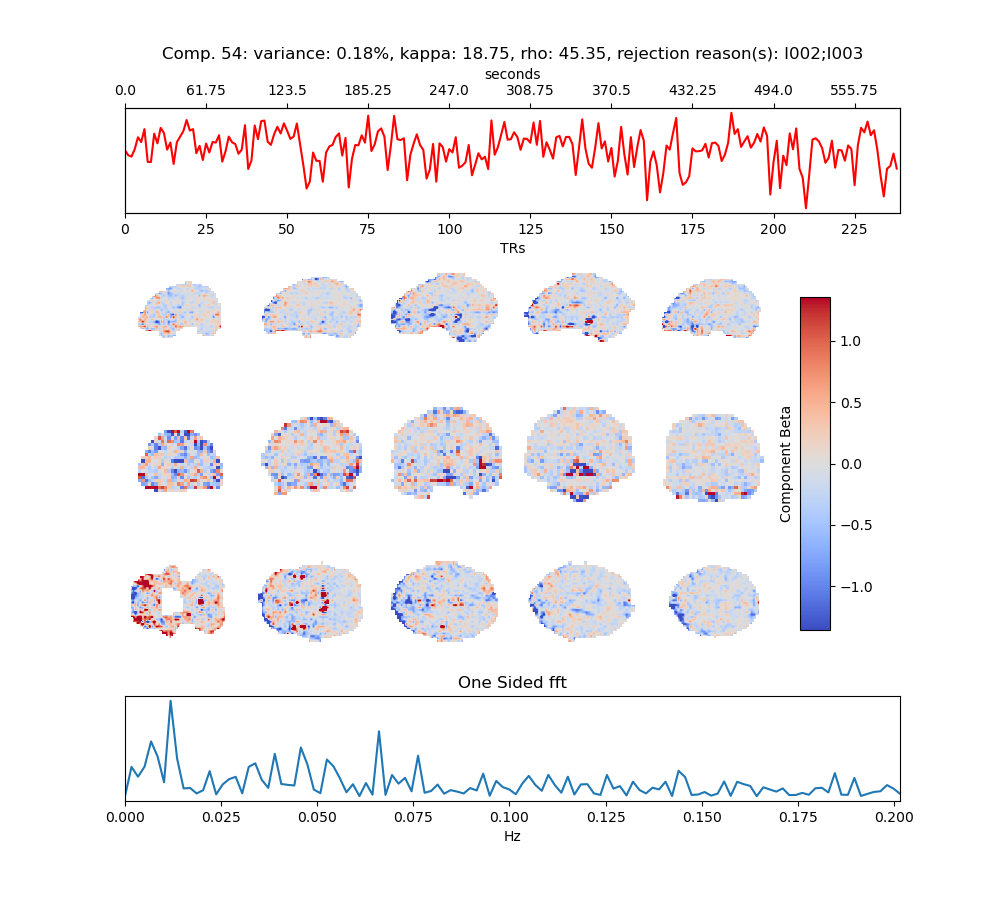 Comp. 54: variance: 0.18%, kappa: 18.75, rho: 45.35, rejection reason(s): I002;I003
seconds
0.0 61.75 123.5 185.25 247.0 308.75 370.5 432.25 494.0 555.75
0 25 50 75 100 125 150 175 200 225
TRs
1.0
0.5
0.0
−0.5
−1.0
Component Beta
One Sided fft
0.000 0.025 0.050 0.075 0.100 0.125 0.150 0.175 0.200
Hz